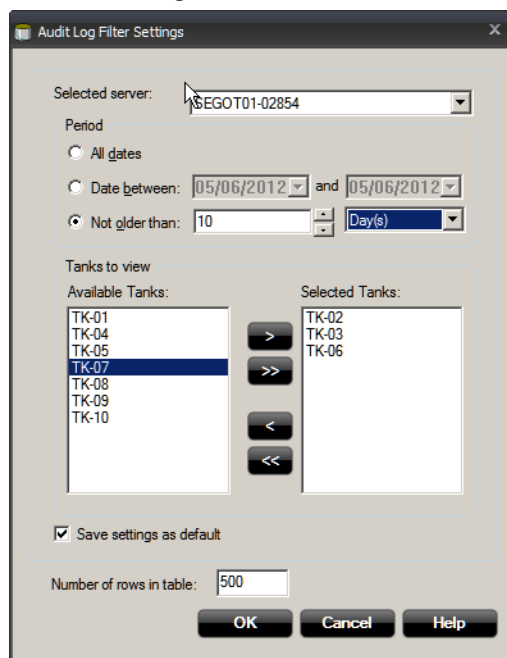 Audit Log Filter Settings x
Selected server: SEGOT01-02854
Period
All dates
Date between: 05/06/2012 and 05/06/2012
Not older than: 10 Day(s)
Tanks to view
Available Tanks: Selected Tanks:
TK-01 TK-02
TK-04 TK-03
TK-05 TK-06
TK-07
TK-08
TK-09
TK-10
>
>>
<
<<
Save settings as default
Number of rows in table: 500
OK Cancel Help